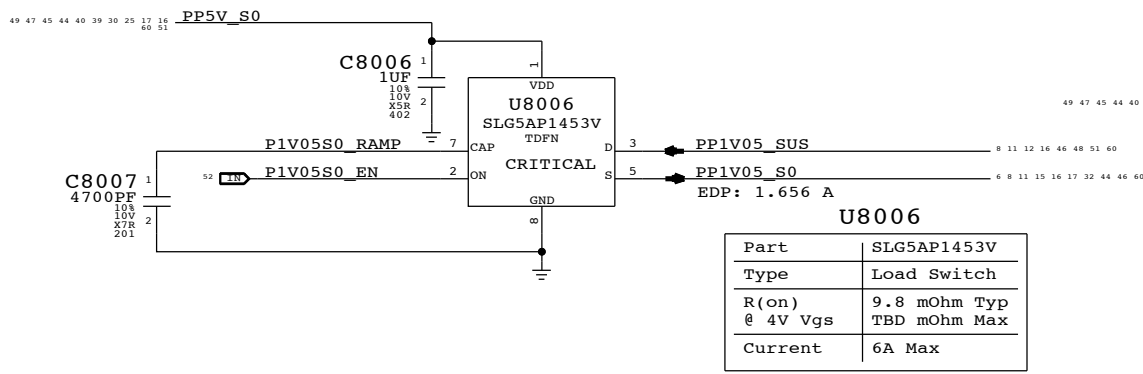 49 47 45 44 40 39 30 25 17 16
60 51
PP5V_S0
C8006
1
1UF
10%
10V
X5R
402
2
1
VDD
U8006
SLG5AP1453V
TDFN
CRITICAL
49 47 45 44 40
P1V05S0_RAMP
7
CAP
D
3
PP1V05_SUS
8 11 12 16 46 48 51 60
52
IN
P1V05S0_EN
2
ON
S
5
PP1V05_S0
6 8 11 15 16 17 32 44 46 60
EDP: 1.656 A
C8007
1
4700PF
10%
10V
X7R
201
2
GND
8
U8006
Part SLG5AP1453V
Type Load Switch
R(on) 9.8 mOhm Typ
@ 4V Vgs TBD mOhm Max
Current 6A Max